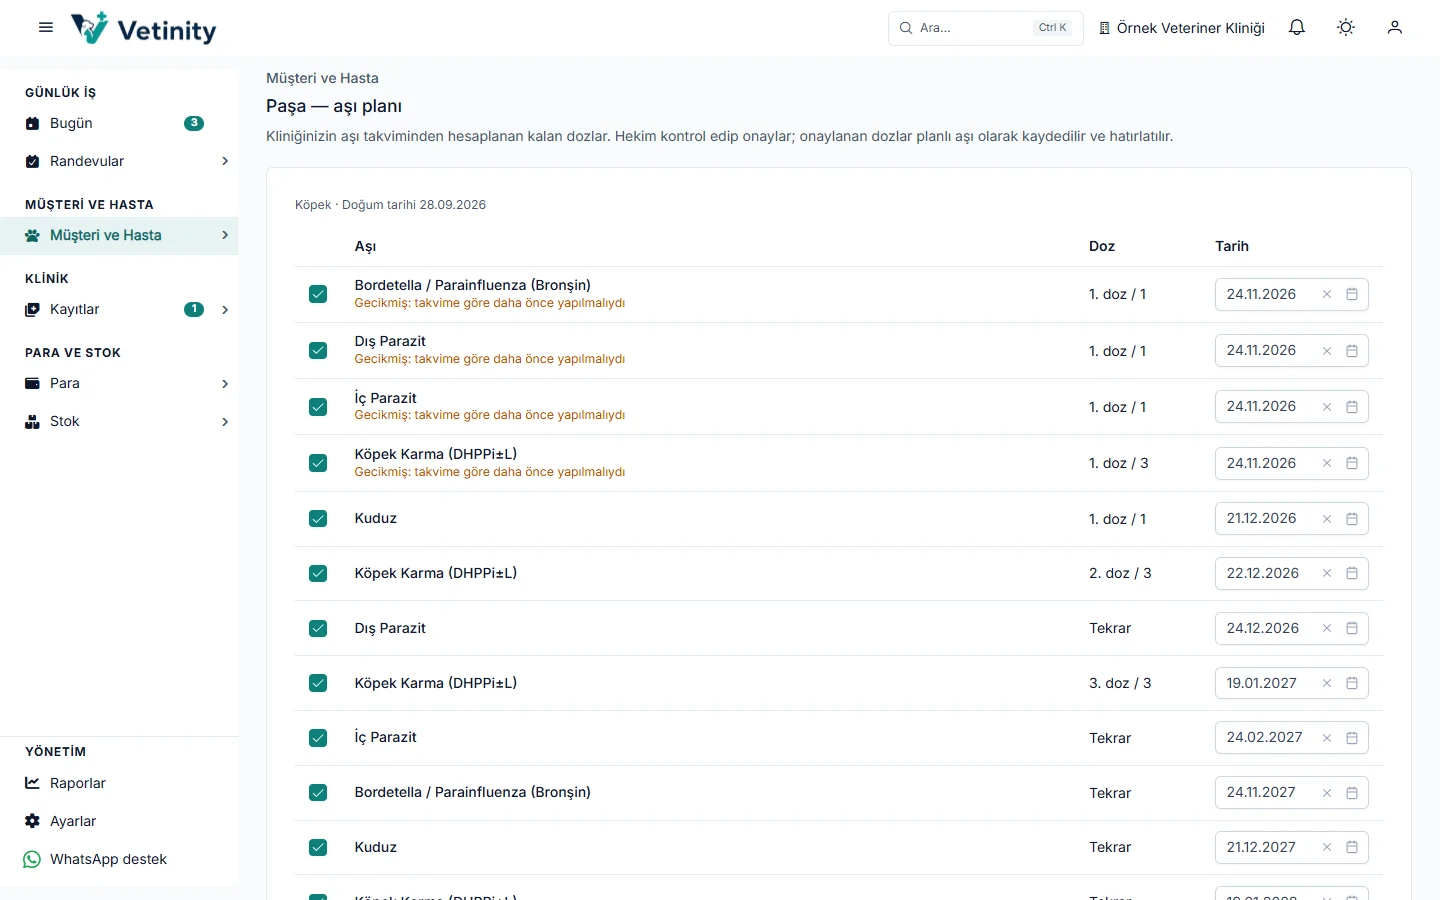 Vetinity
Ara...
Ctrl K
Örnek Veteriner Kliniği
GÜNLÜK İŞ
Bugün
3
Randevular
MÜŞTERİ VE HASTA
Müşteri ve Hasta
KLİNİK
Kayıtlar
1
PARA VE STOK
Para
Stok
YÖNETİM
Raporlar
Ayarlar
WhatsApp destek
Müşteri ve Hasta
Paşa — aşı planı
Kliniğinizin aşı takviminden hesaplanan kalan dozlar. Hekim kontrol edip onaylar; onaylanan dozlar planlı aşı olarak kaydedilir ve hatırlatılır.
Köpek · Doğum tarihi 28.09.2026
Aşı Doz Tarih
Bordetella / Parainfluenza (Bronşin)
Gecikmiş: takvime göre daha önce yapılmalıydı
1. doz / 1 24.11.2026
Dış Parazit
Gecikmiş: takvime göre daha önce yapılmalıydı
1. doz / 1 24.11.2026
İç Parazit
Gecikmiş: takvime göre daha önce yapılmalıydı
1. doz / 1 24.11.2026
Köpek Karma (DHPPi±L)
Gecikmiş: takvime göre daha önce yapılmalıydı
1. doz / 3 24.11.2026
Kuduz 1. doz / 1 21.12.2026
Köpek Karma (DHPPi±L) 2. doz / 3 22.12.2026
Dış Parazit Tekrar 24.12.2026
Köpek Karma (DHPPi±L) 3. doz / 3 19.01.2027
İç Parazit Tekrar 24.02.2027
Bordetella / Parainfluenza (Bronşin) Tekrar 24.11.2027
Kuduz Tekrar 21.12.2027
Köpek Karma (DHPPi±L) Tekrar 19.01.2028